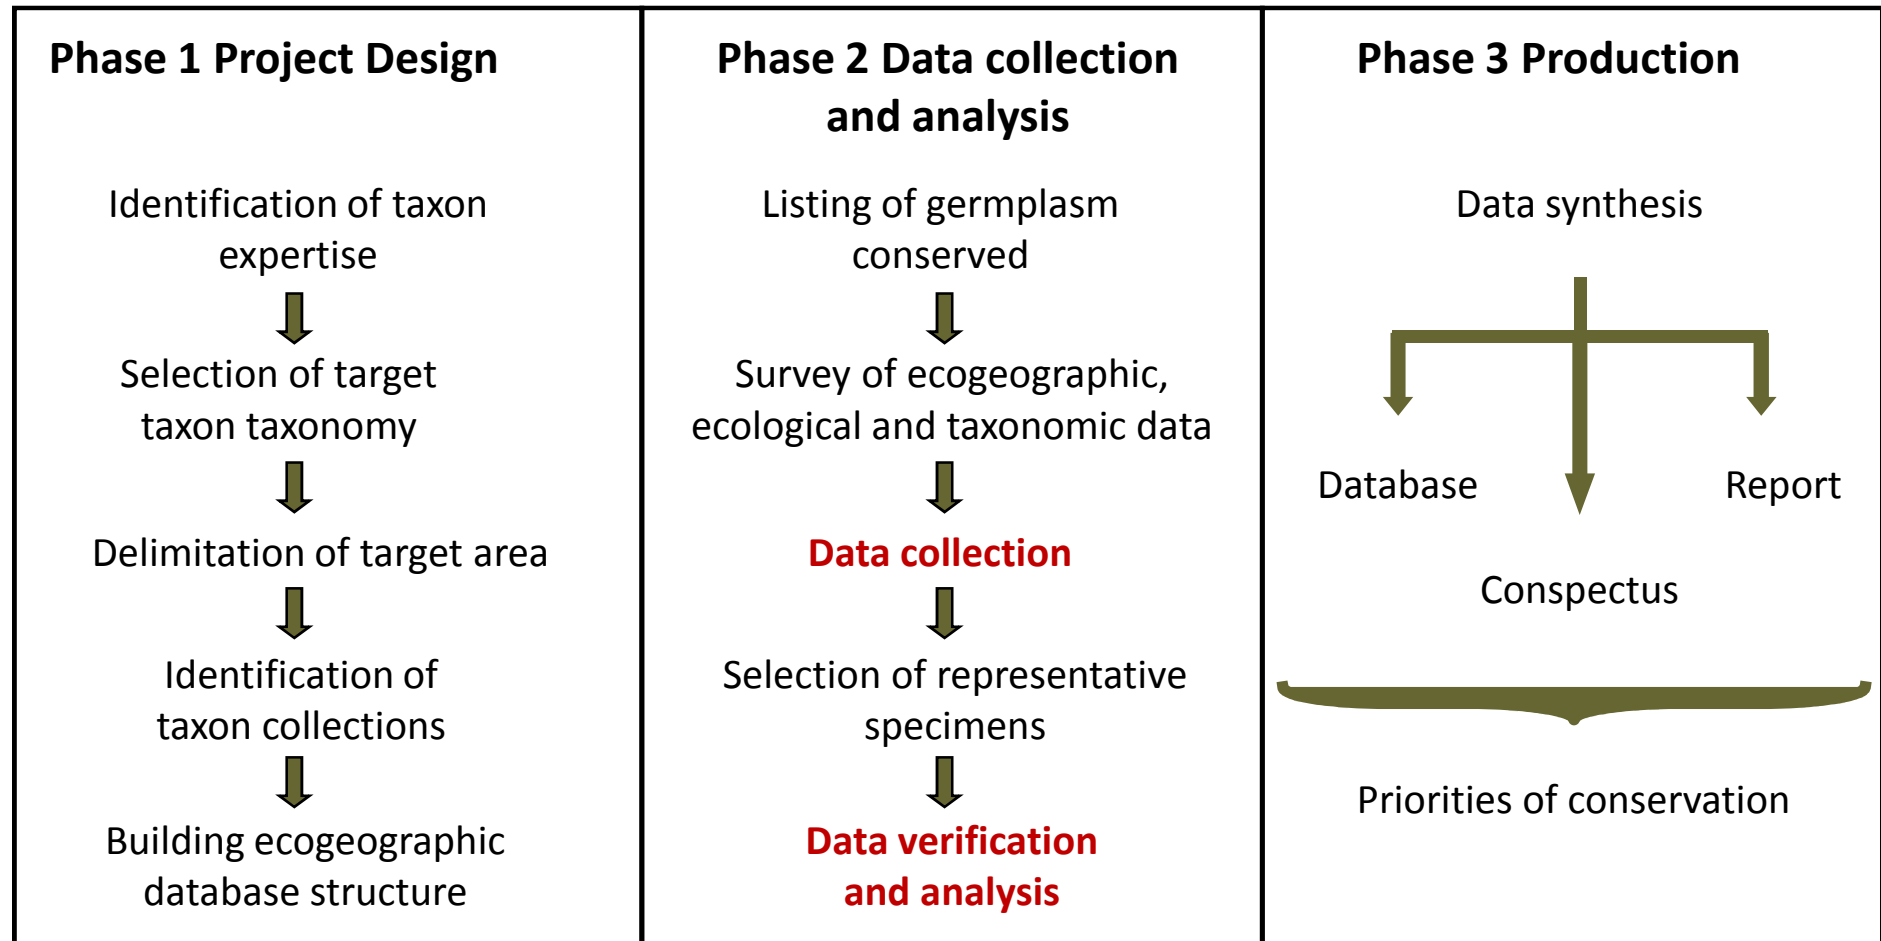 Phase 1 Project Design
Identification of taxon
expertise
Selection of target
taxon taxonomy
Delimitation of target area
Identification of
taxon collections
Building ecogeographic
database structure
Phase 2 Data collection
and analysis
Listing of germplasm
conserved
Survey of ecogeographic,
ecological and taxonomic data
Data collection
Selection of representative
specimens
Data verification
and analysis
Phase 3 Production
Data synthesis
Database
Report
Conspectus
Priorities of conservation